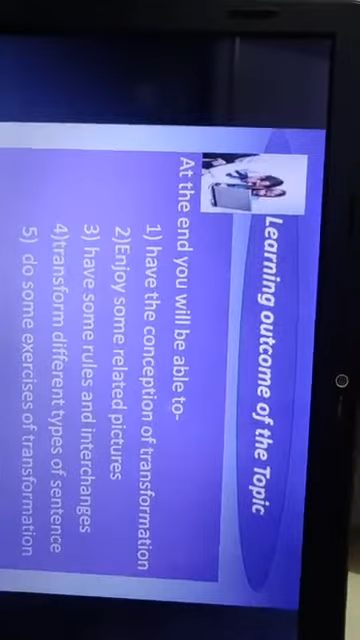 Learning outcome of the Topic
At the end you will be able to-
1) have the conception of transformation
2)Enjoy some related pictures
3) have some rules and interchanges
4)transform different types of sentence
5) do some exercises of transformation